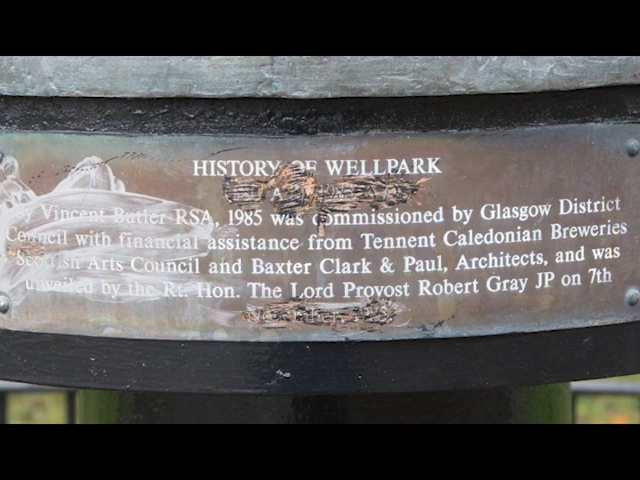 HISTORY OF WELLPARK
A
by Vincent Butler RSA, 1985 was commissioned by Glasgow District
Council with financial assistance from Tennent Caledonian Breweries
Scottish Arts Council and Baxter Clark & Paul, Architects, and was
unveiled by the Rt. Hon. The Lord Provost Robert Gray JP on 7th